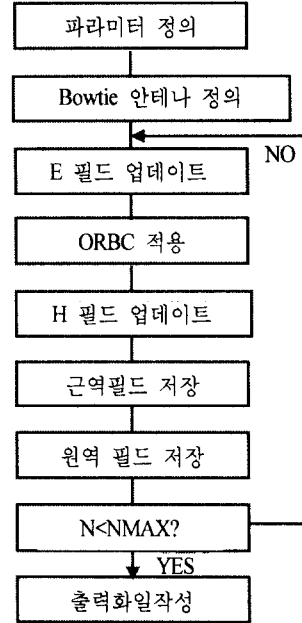 파라미터 정의
Bowtie 안테나 정의
NO
E 필드 업데이트
ORBC 적용
H 필드 업데이트
근역필드 저장
원역 필드 저장
N<NMAX?
YES
출력화일작성